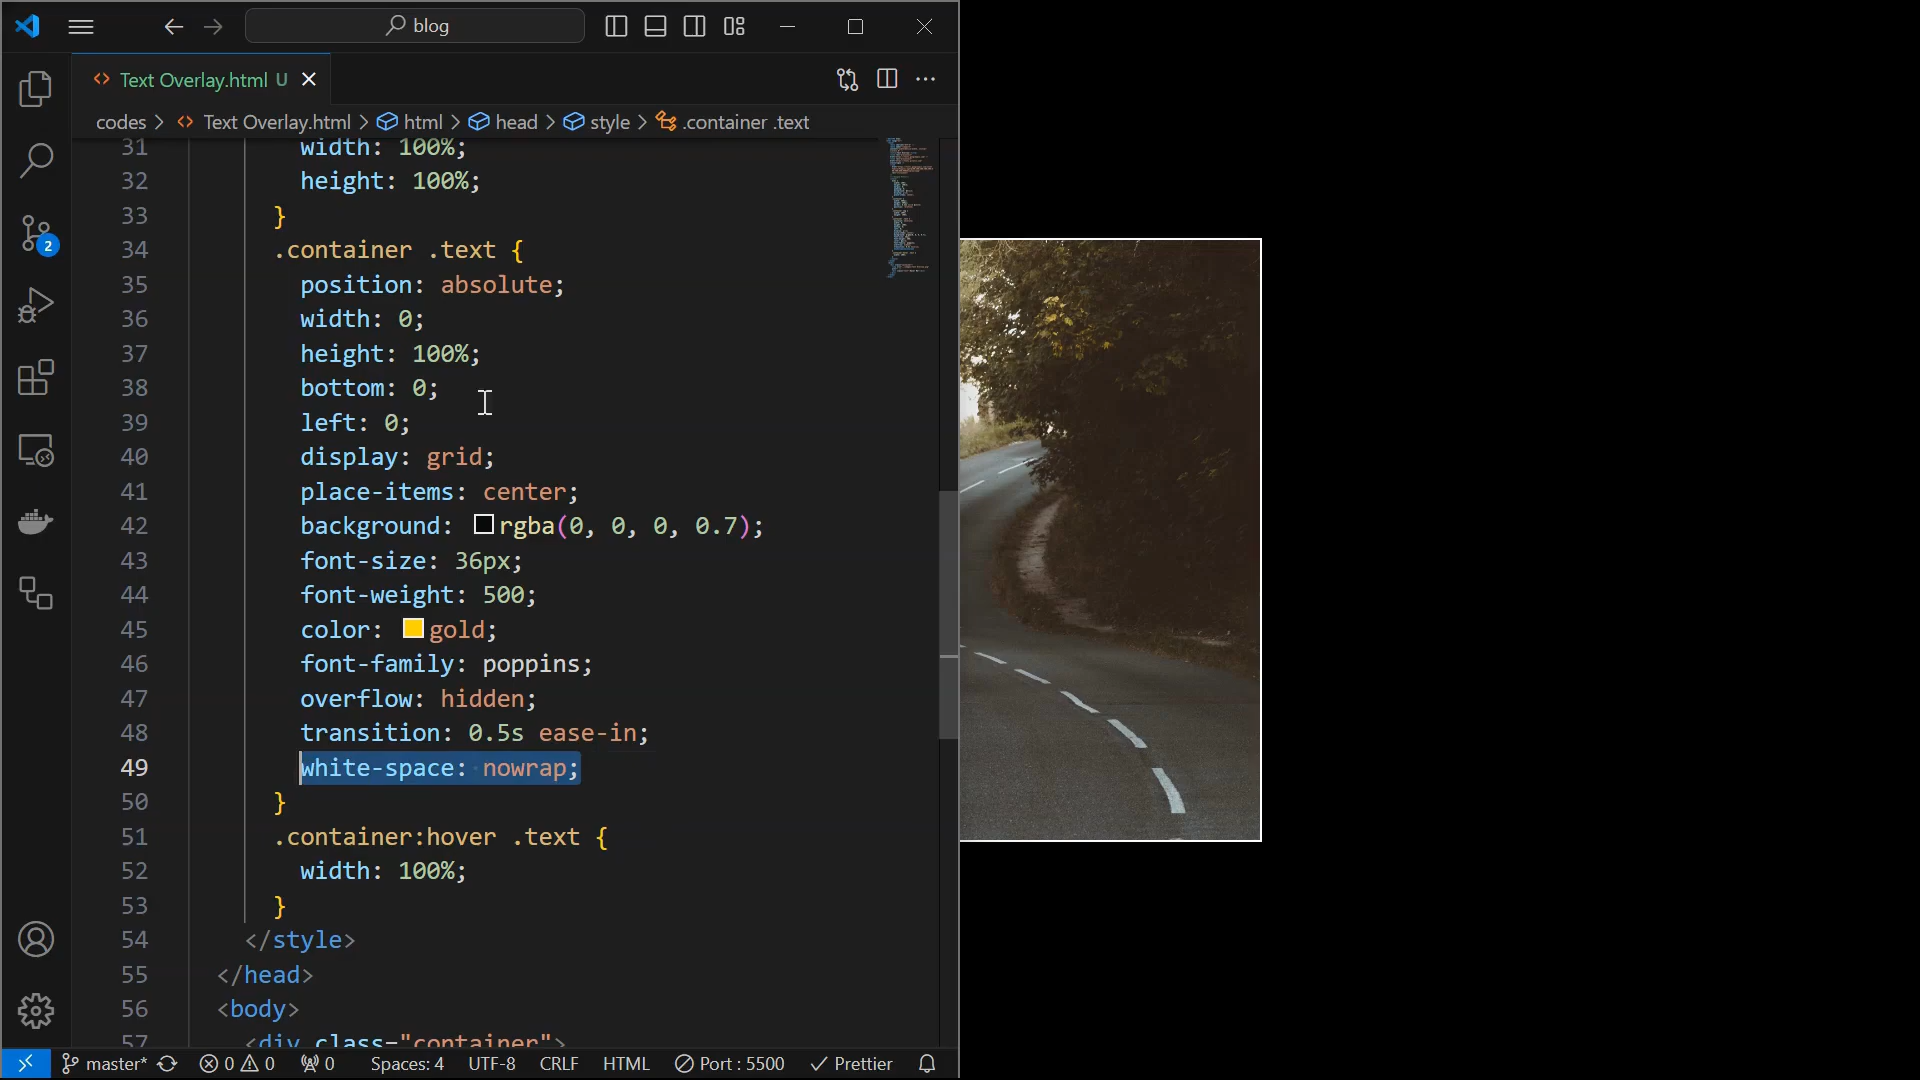 blog
Text Overlay.html U
codes > Text Overlay.html > html > head > style > .container .text
31 width: 100%;
32 height: 100%;
33 }
34 .container .text {
35 position: absolute;
36 width: 0;
37 height: 100%;
38 bottom: 0;
39 left: 0;
40 display: grid;
41 place-items: center;
42 background: rgba(0, 0, 0, 0.7);
43 font-size: 36px;
44 font-weight: 500;
45 color: gold;
46 font-family: poppins;
47 overflow: hidden;
48 transition: 0.5s ease-in;
49 white-space: nowrap;
50 }
51 .container:hover .text {
52 width: 100%;
53 }
54 </style>
55 </head>
56 <body>
57 <div class="container">
2
master* 0 0 0 Spaces: 4 UTF-8 CRLF HTML Port : 5500 Prettier